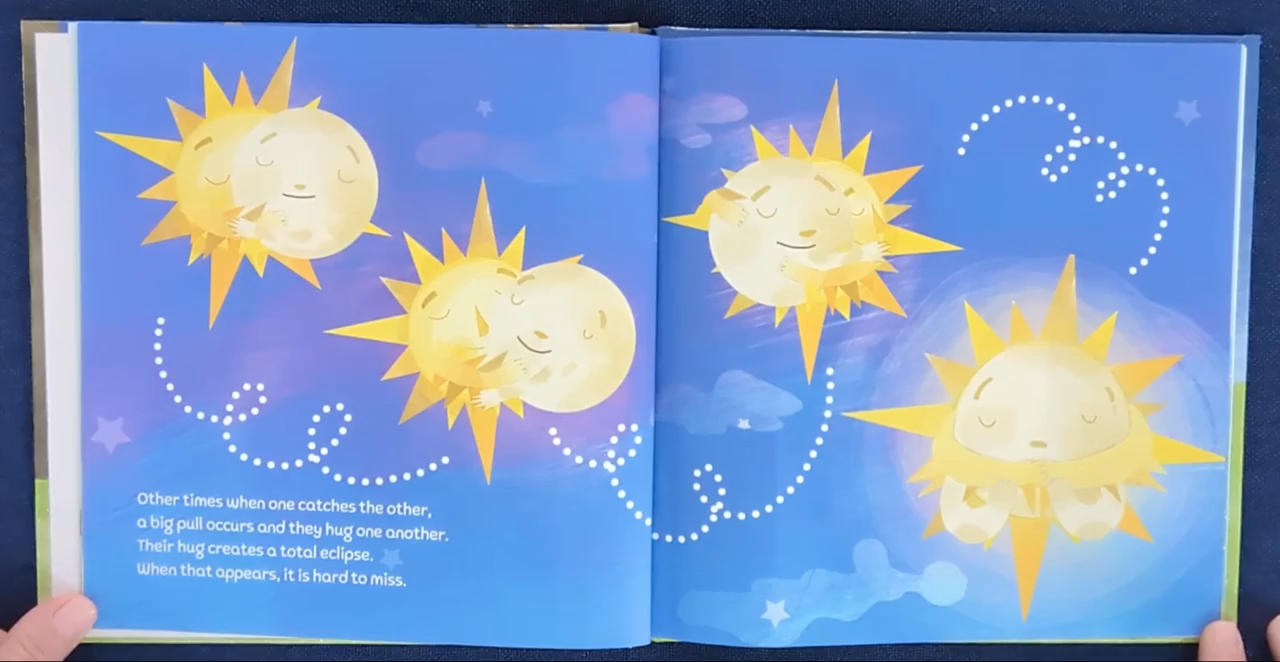 Other times when one catches the other,
a big pull occurs and they hug one another.
Their hug creates a total eclipse.
When that appears, it is hard to miss.